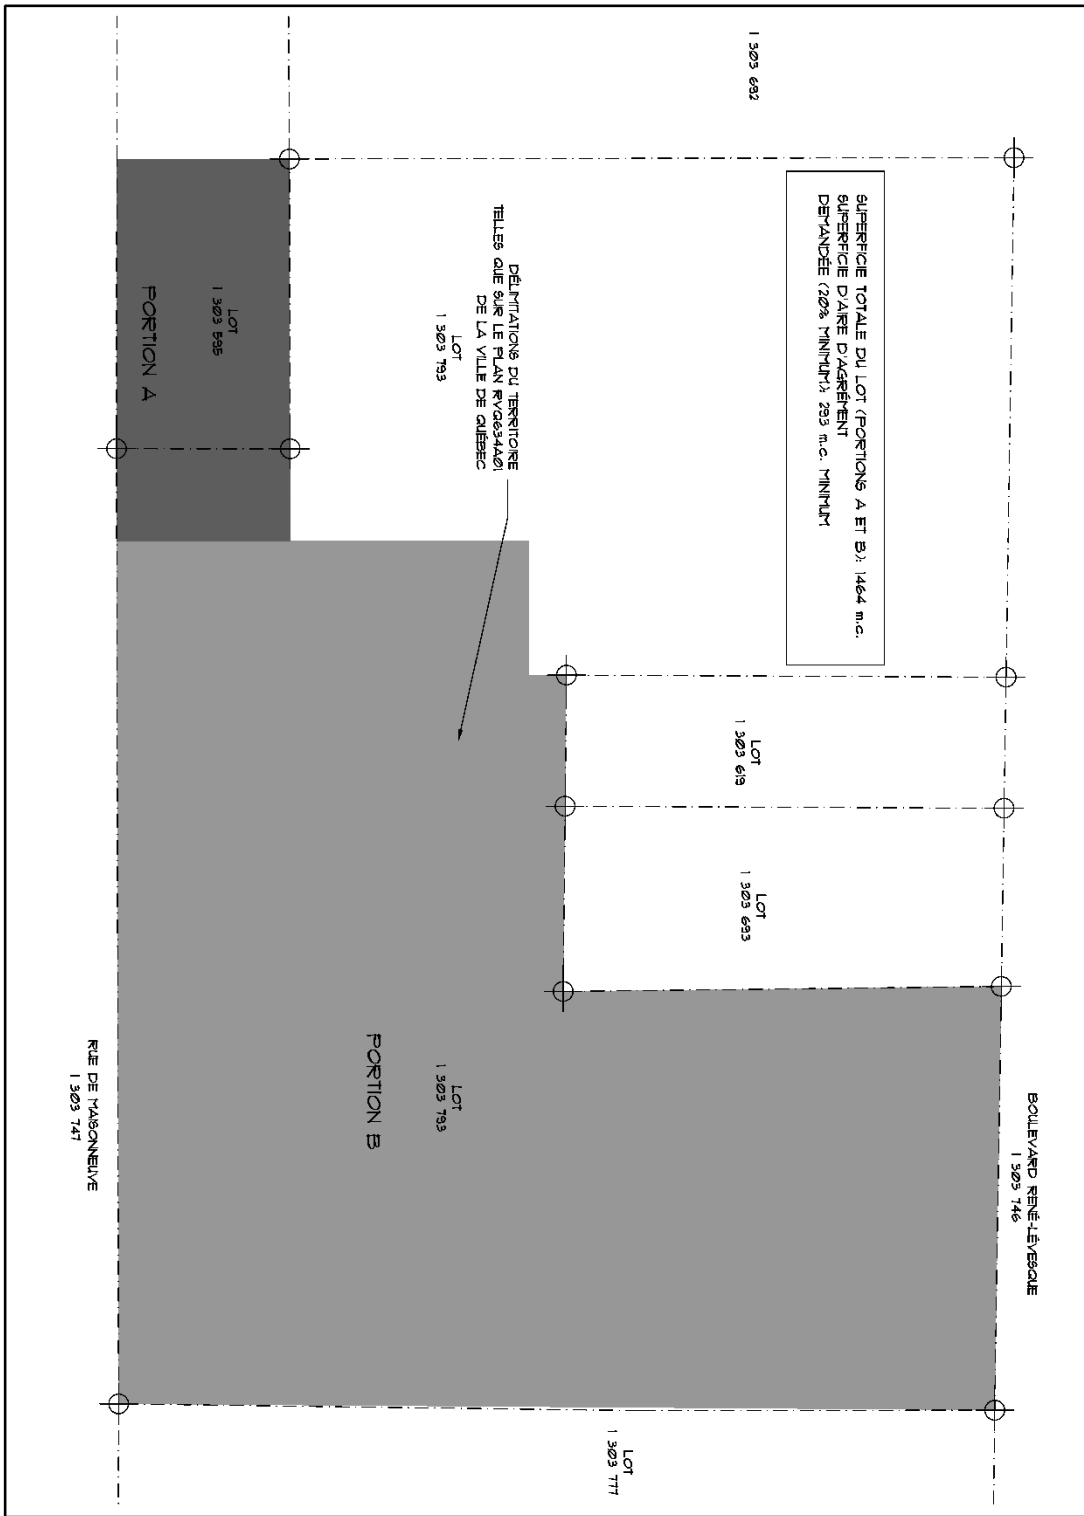 BOULEVARD RENÉ-LÉVESQUE
1 303 746
1 303 692
SUPERFICIE TOTALE DU LOT (PORTIONS A ET B): 1464 m.c.
SUPERFICIE D'AIRE D'AGRÉMENT
DEMANDÉE (20% MINIMUM): 293 m.c. MINIMUM
LOT
1 303 619
LOT
1 303 693
LOT
1 303 777
DÉLIMITATIONS DU TERRITOIRE
TELLES QUE SUR LE PLAN RVQ634A01
DE LA VILLE DE QUÉBEC
LOT
1 303 793
LOT
1 303 793
PORTION B
LOT
1 303 595
PORTION A
RUE DE MAISONNEUVE
1 303 747